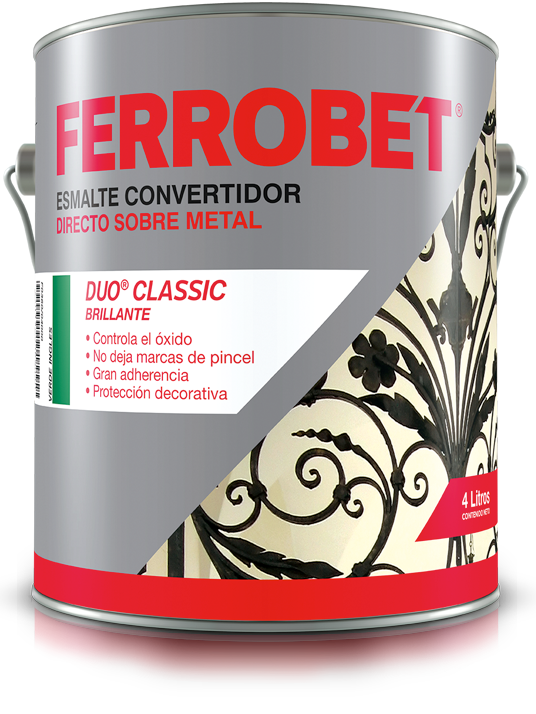 FERROBET®
ESMALTE CONVERTIDOR
DIRECTO SOBRE METAL
DUO® CLASSIC
BRILLANTE
• Controla el óxido
• No deja marcas de pincel
• Gran adherencia
• Protección decorativa
VERDE INGLES
4 Litros
CONTENIDO NETO